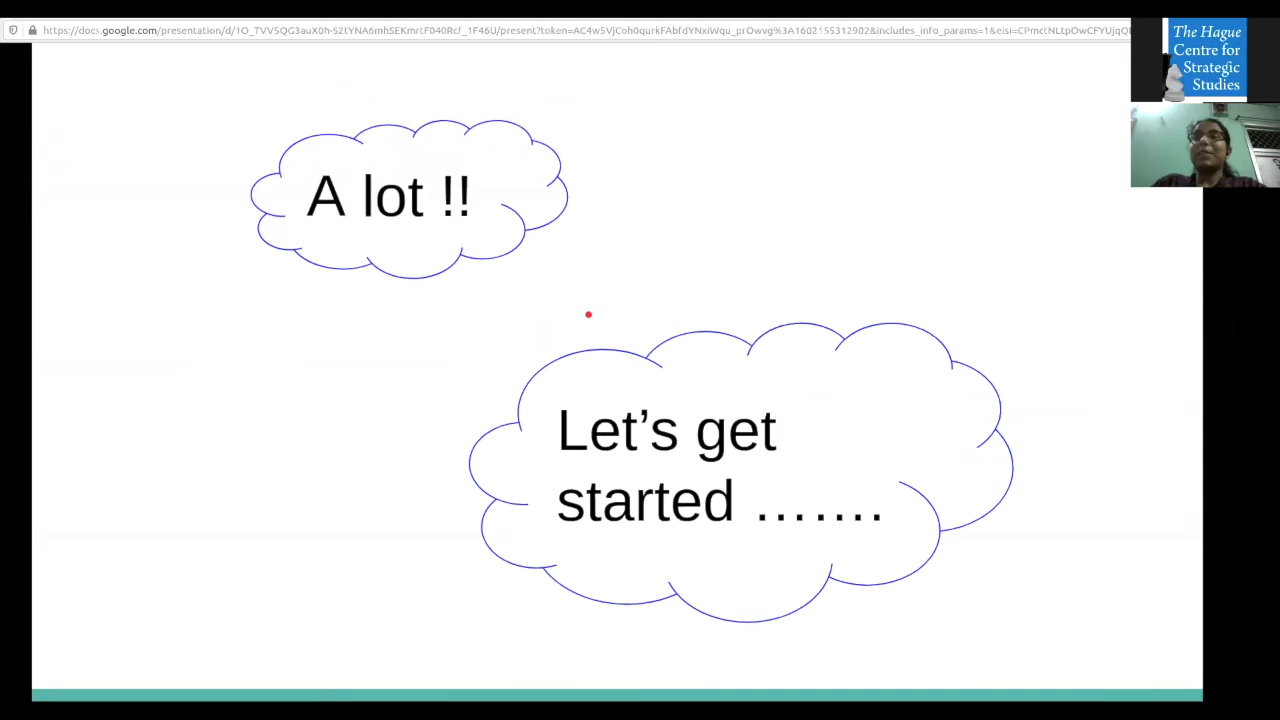 The Hague
Centre for
Strategic
Studies
A lot !!
Let’s get
started …….